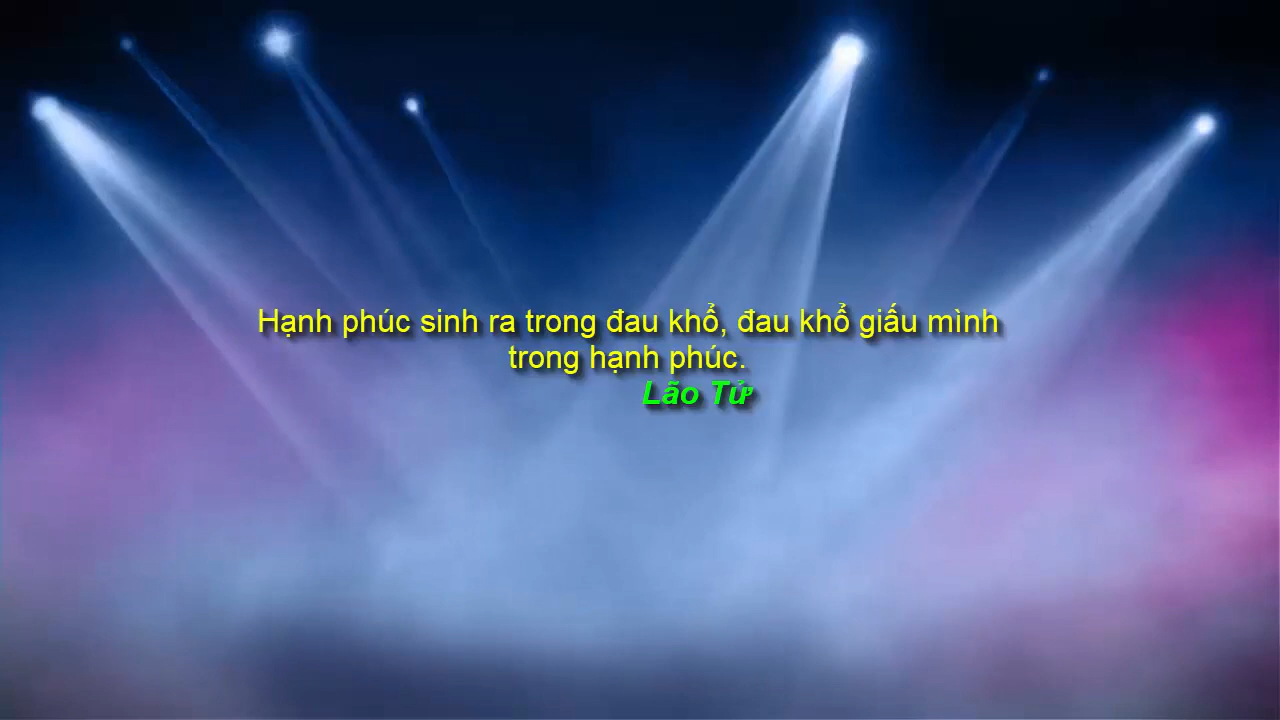 Hạnh phúc sinh ra trong đau khổ, đau khổ giấu mình
trong hạnh phúc.
Lão Tử